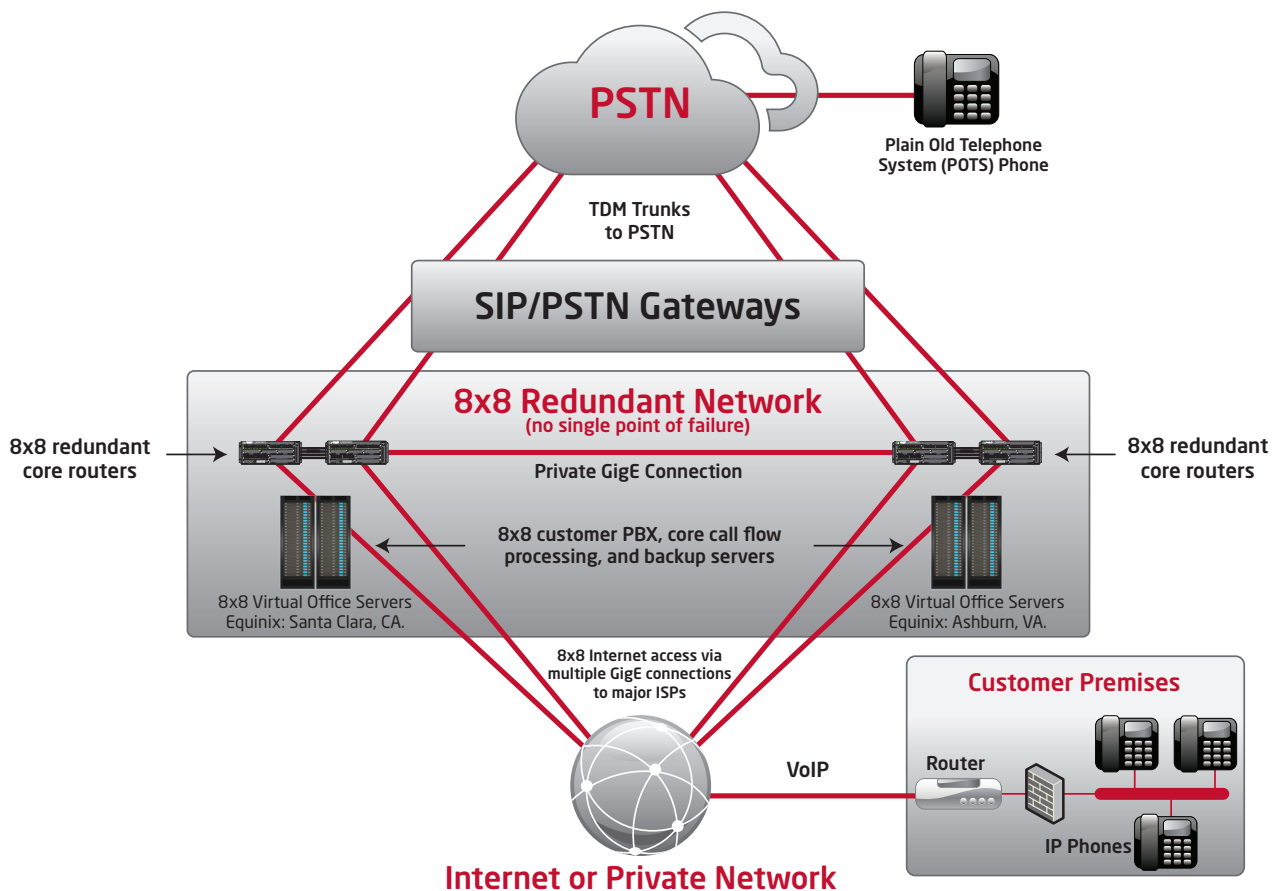 PSTN
Plain Old Telephone
System (POTS) Phone
TDM Trunks
to PSTN
SIP/PSTN Gateways
8x8 Redundant Network
(no single point of failure)
8x8 redundant
core routers
Private GigE Connection
8x8 redundant
core routers
8x8 customer PBX, core call flow
processing, and backup servers
8x8 Virtual Office Servers
Equinix: Santa Clara, CA.
8x8 Virtual Office Servers
Equinix: Ashburn, VA.
8x8 Internet access via
multiple GigE connections
to major ISPs
Customer Premises
VoIP
Router
IP Phones
Internet or Private Network